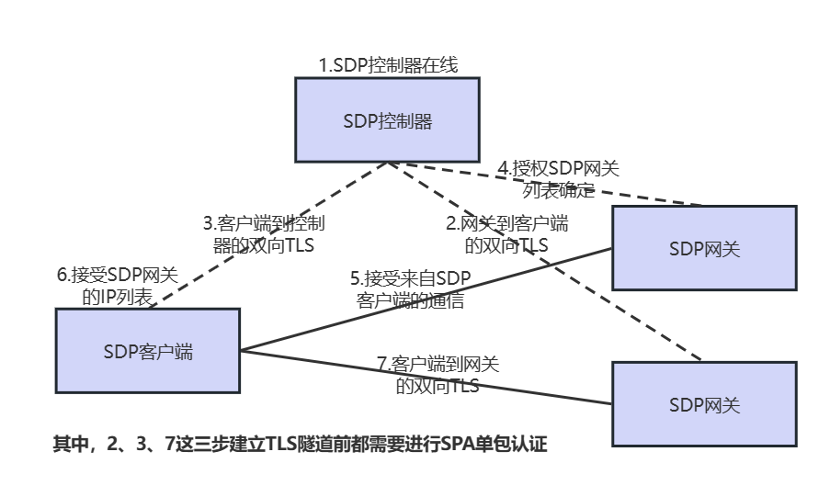 1.SDP控制器在线
SDP控制器
4.授权SDP网关
列表确定
3.客户端到控制
器的双向TLS
2.网关到客户端
的双向TLS
SDP网关
6.接受SDP网关
的IP列表
5.接受来自SDP
客户端的通信
SDP客户端
7.客户端到网关
的双向TLS
SDP网关
其中，2、3、7这三步建立TLS隧道前都需要进行SPA单包认证